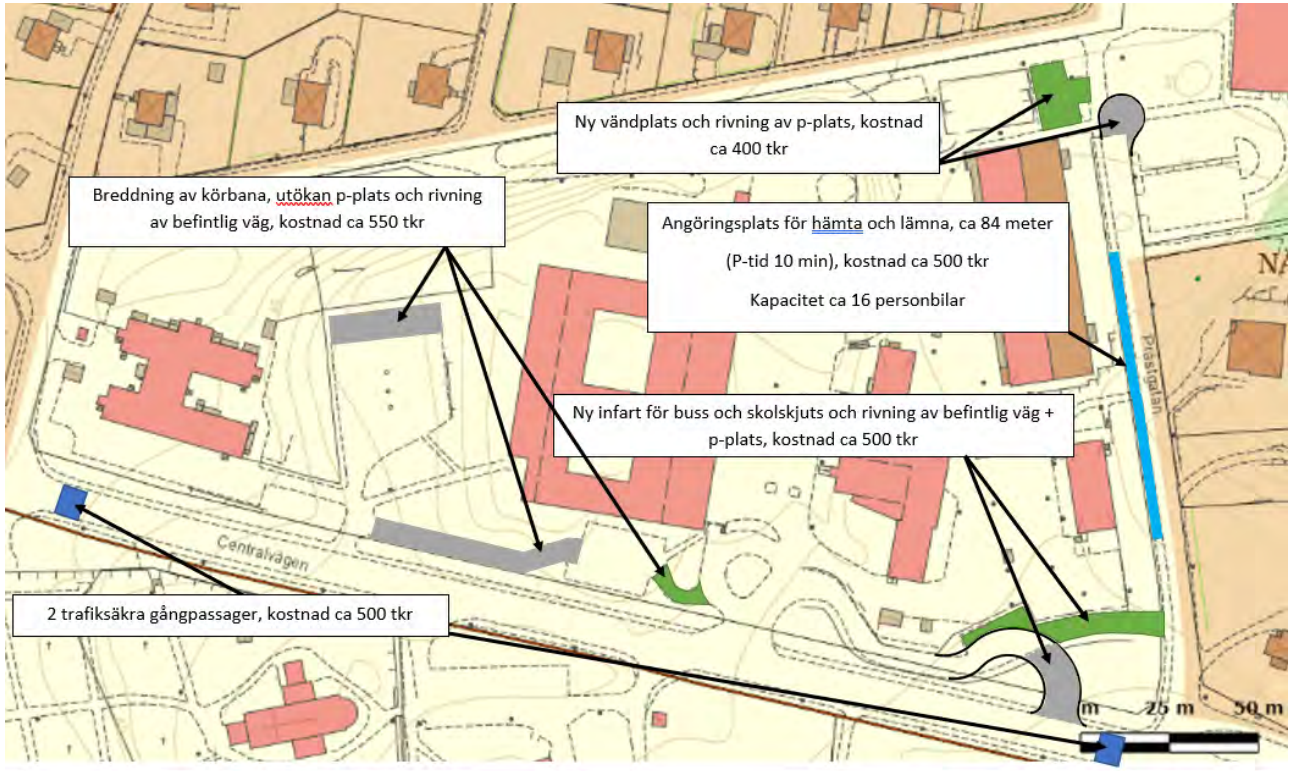 Ny vändplats och rivning av p-plats, kostnad
ca 400 tkr
Breddning av körbana, utökan p-plats och rivning
av befintlig väg, kostnad ca 550 tkr
Angöringsplats för hämta och lämna, ca 84 meter
(P-tid 10 min), kostnad ca 500 tkr
Kapacitet ca 16 personbilar
NÄ
Prästgatan
Ny infart för buss och skolskjuts och rivning av befintlig väg +
p-plats, kostnad ca 500 tkr
Centralvägen
2 trafiksäkra gångpassager, kostnad ca 500 tkr
m 25 m 50 m